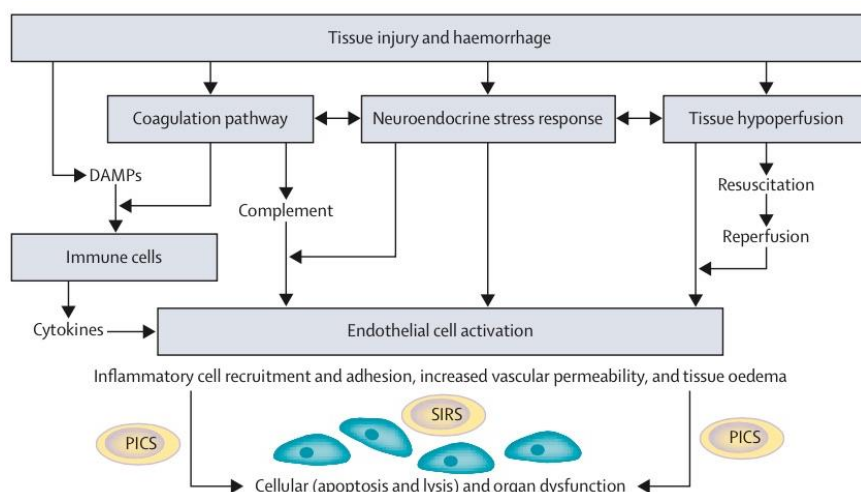 Tissue injury and haemorrhage
Coagulation pathway
Neuroendocrine stress response
Tissue hypoperfusion
DAMPs
Complement
Resuscitation
Reperfusion
Immune cells
Cytokines
Endothelial cell activation
Inflammatory cell recruitment and adhesion, increased vascular permeability, and tissue oedema
PICS
SIRS
PICS
Cellular (apoptosis and lysis) and organ dysfunction